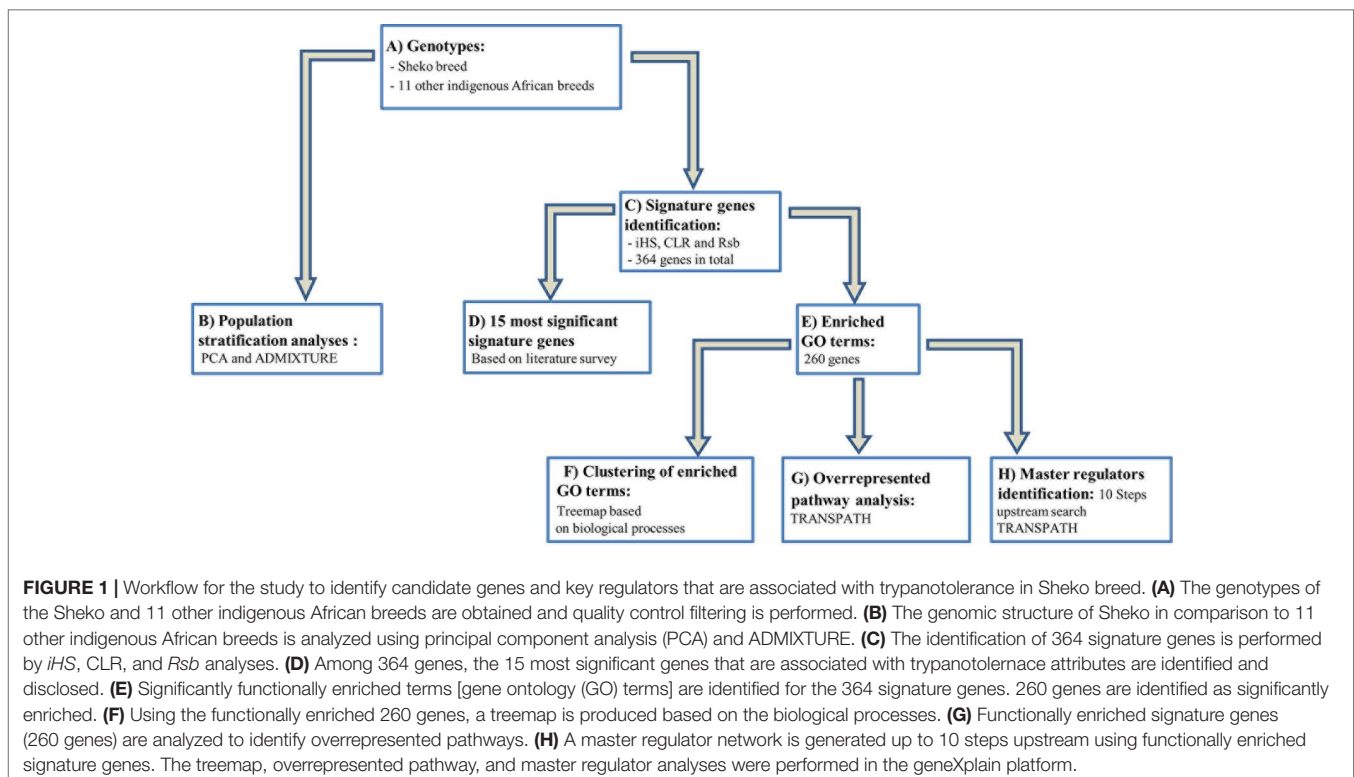 A) Genotypes:
- Sheko breed
- 11 other indigenous African breeds
C) Signature genes
identification:
- iHS, CLR and Rsb
- 364 genes in total
B) Population
stratification analyses :
PCA and ADMIXTURE
D) 15 most significant
signature genes
Based on literature survey
E) Enriched
GO terms:
260 genes
F) Clustering of enriched
GO terms:
Treemap based
on biological processes
G) Overrepresented
pathway analysis:
TRANSPATH
H) Master regulators
identification: 10 Steps
upstream search
TRANSPATH
FIGURE 1 | Workflow for the study to identify candidate genes and key regulators that are associated with trypanotolerance in Sheko breed. (A) The genotypes of
the Sheko and 11 other indigenous African breeds are obtained and quality control filtering is performed. (B) The genomic structure of Sheko in comparison to 11
other indigenous African breeds is analyzed using principal component analysis (PCA) and ADMIXTURE. (C) The identification of 364 signature genes is performed
by iHS, CLR, and Rsb analyses. (D) Among 364 genes, the 15 most significant genes that are associated with trypanotolernace attributes are identified and
disclosed. (E) Significantly functionally enriched terms [gene ontology (GO) terms] are identified for the 364 signature genes. 260 genes are identified as significantly
enriched. (F) Using the functionally enriched 260 genes, a treemap is produced based on the biological processes. (G) Functionally enriched signature genes
(260 genes) are analyzed to identify overrepresented pathways. (H) A master regulator network is generated up to 10 steps upstream using functionally enriched
signature genes. The treemap, overrepresented pathway, and master regulator analyses were performed in the geneXplain platform.